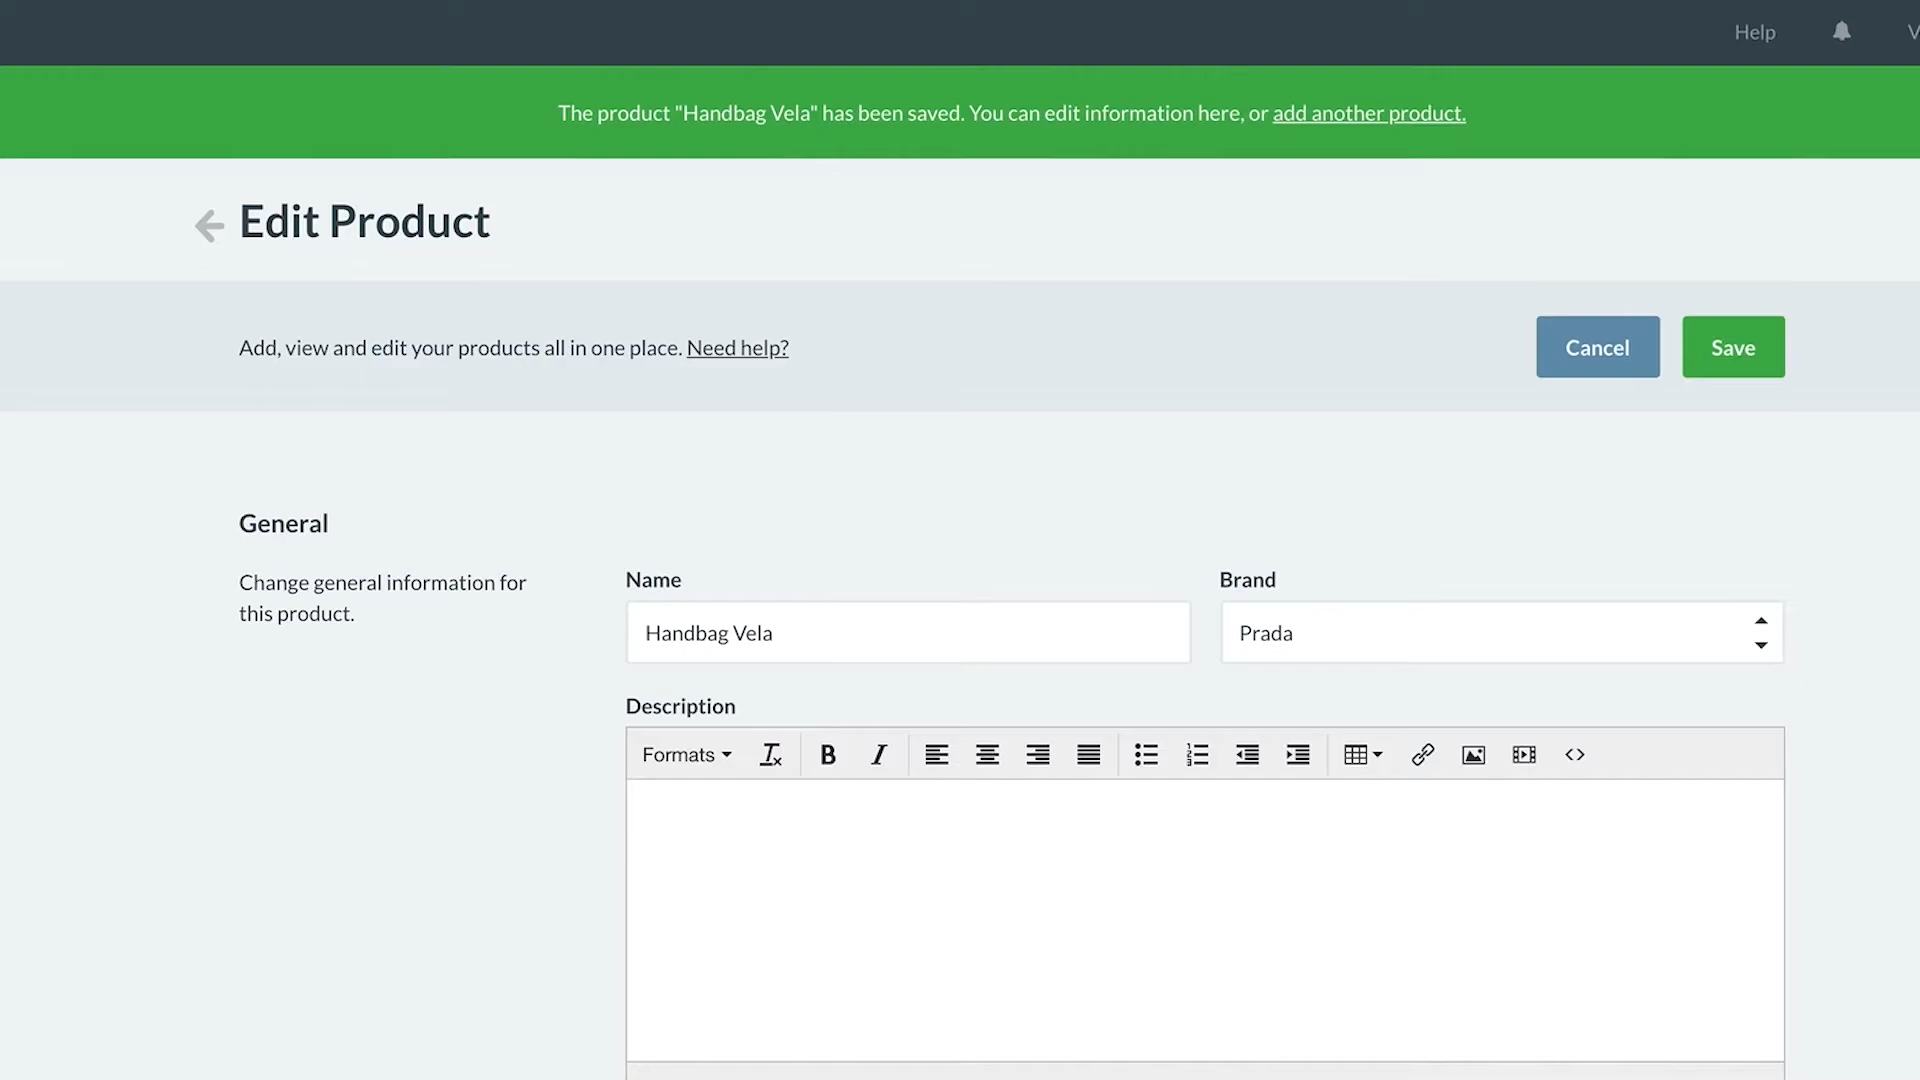 Help
The product "Handbag Vela" has been saved. You can edit information here, or add another product.
Edit Product
Add, view and edit your products all in one place. Need help?
Cancel
Save
General
Change general information for
this product.
Name
Brand
Handbag Vela
Prada
Description
Formats